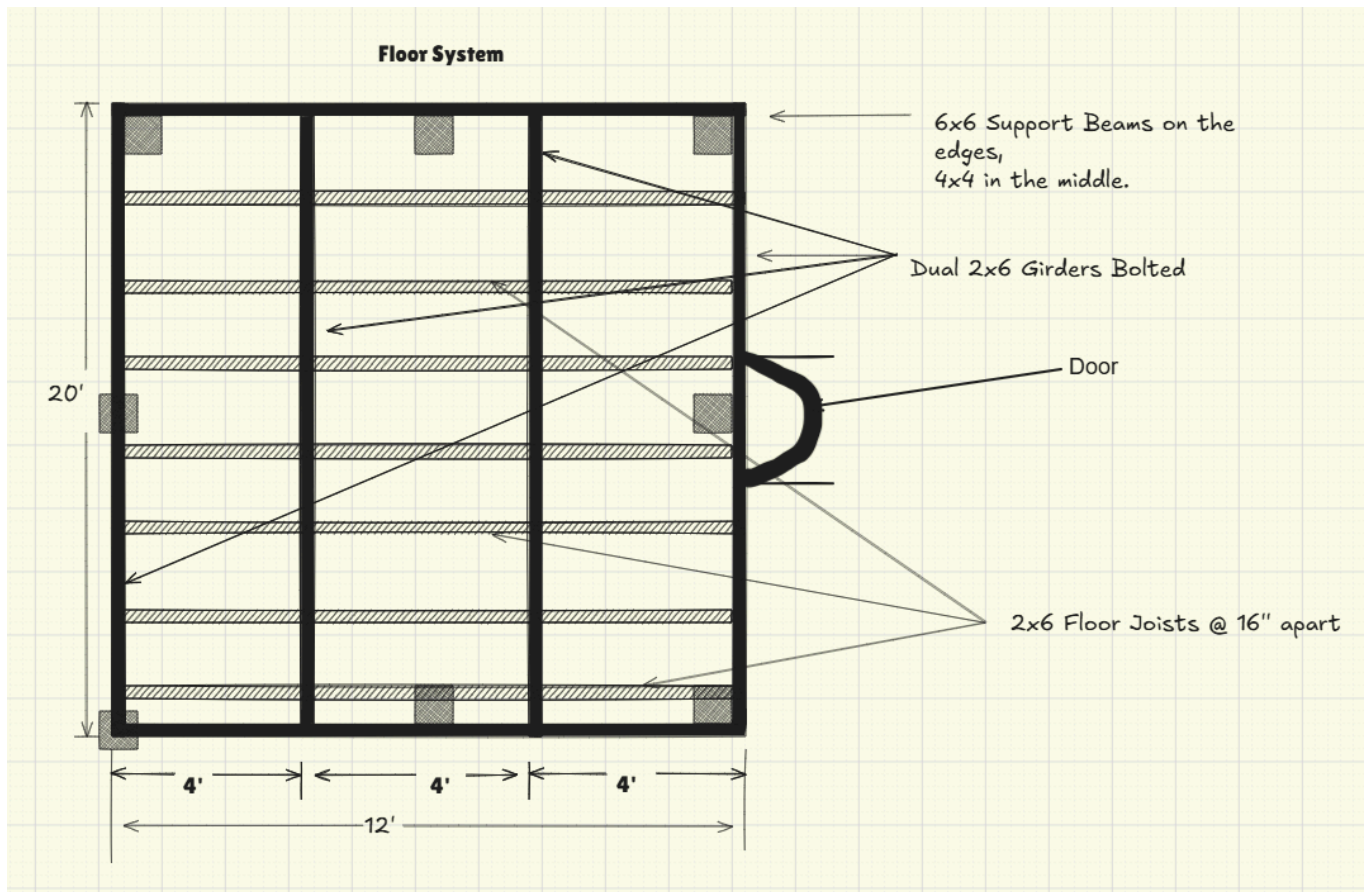 Floor System
6x6 Support Beams on the
edges,
4x4 in the middle.
Dual 2x6 Girders Bolted
Door
20'
2x6 Floor Joists @ 16" apart
4'
4'
4'
12'